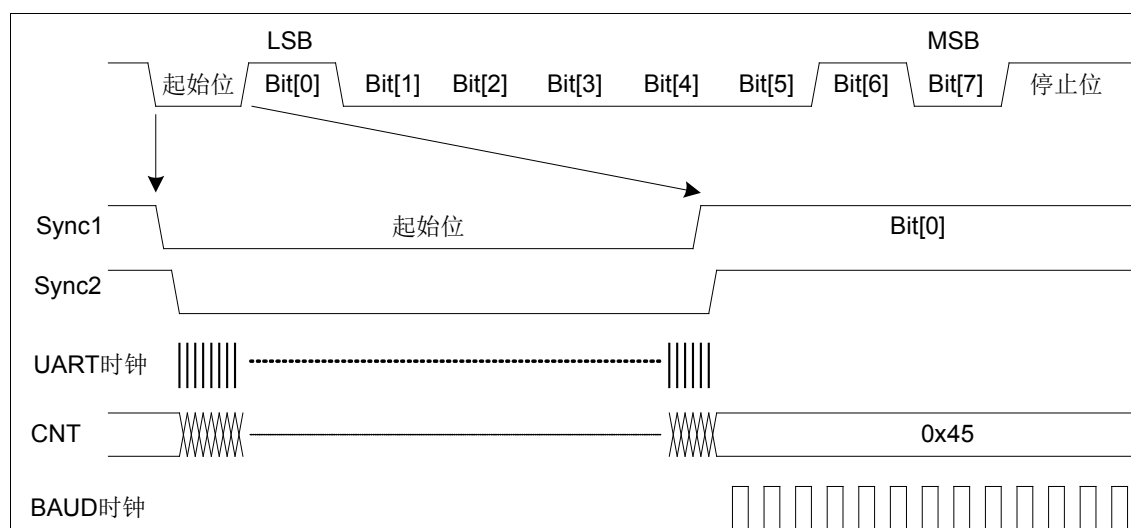 LSB
MSB
起始位 Bit[0] Bit[1] Bit[2] Bit[3] Bit[4] Bit[5] Bit[6] Bit[7] 停止位
Sync1 起始位 Bit[0]
Sync2
UART时钟
CNT 0x45
BAUD时钟